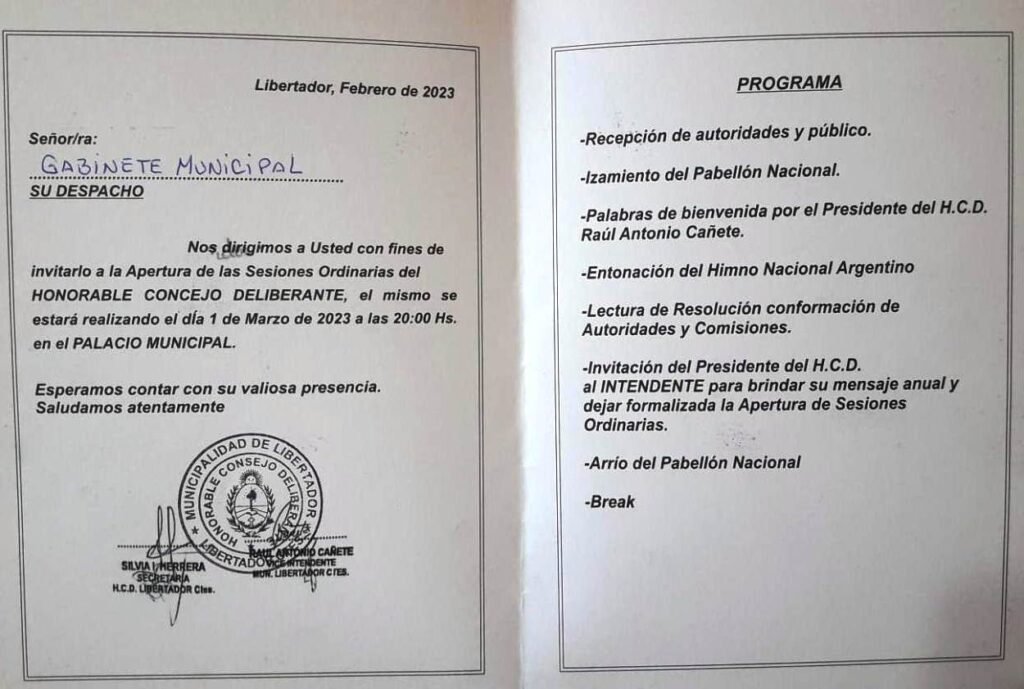 Libertador, Febrero de 2023
Señor/ra:
GABINETE MUNICIPAL
SU DESPACHO
Nos dirigimos a Usted con fines de
invitarlo a la Apertura de las Sesiones Ordinarias del
HONORABLE CONCEJO DELIBERANTE, el mismo se
estará realizando el día 1 de Marzo de 2023 a las 20:00 Hs.
en el PALACIO MUNICIPAL.
Esperamos contar con su valiosa presencia.
Saludamos atentamente
MUNICIPALIDAD DE LIBERTADOR
HONORABLE CONSEJO
LIBERTADOR
SILVIA I. HERRERA
SECRETARIA
H.C.D. LIBERTADOR Ctes.
RAUL ANTONIO CAÑETE
VICE INTENDENTE
MUN. LIBERTADOR CTES.
PROGRAMA
-Recepción de autoridades y público.
-Izamiento del Pabellón Nacional.
-Palabras de bienvenida por el Presidente del H.C.D.
Raúl Antonio Cañete.
-Entonación del Himno Nacional Argentino
-Lectura de Resolución conformación de
Autoridades y Comisiones.
-Invitación del Presidente del H.C.D.
al INTENDENTE para brindar su mensaje anual y
dejar formalizada la Apertura de Sesiones
Ordinarias.
-Arrío del Pabellón Nacional
-Break